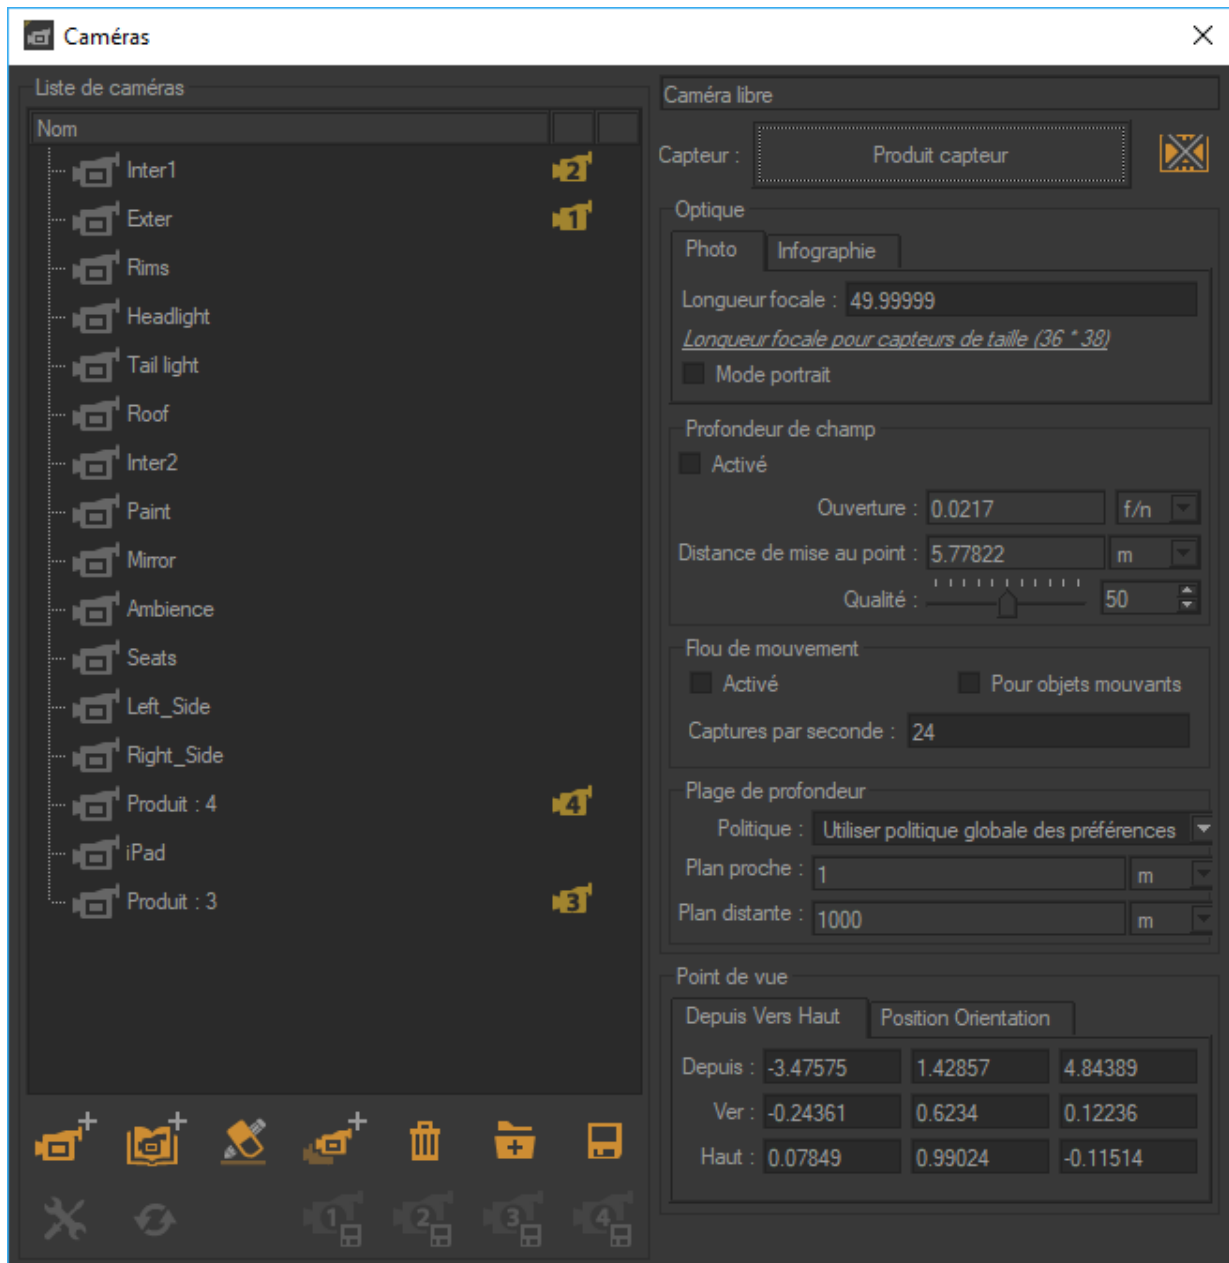 Caméras
Liste de caméras
Nom
Inter1 2
Exter 1
Rims
Headlight
Tail light
Roof
Inter2
Paint
Mirror
Ambience
Seats
Left_Side
Right_Side
Produit : 4 4
iPad
Produit : 3 3
1 2 3 4
Caméra libre
Capteur : Produit capteur
Optique
Photo Infographie
Longueur focale : 49.99999
Longueur focale pour capteurs de taille (36 * 38)
Mode portrait
Profondeur de champ
Activé
Ouverture : 0.0217 f/n
Distance de mise au point : 5.77822 m
Qualité : 50
Flou de mouvement
Activé Pour objets mouvants
Captures par seconde : 24
Plage de profondeur
Politique : Utiliser politique globale des préférences
Plan proche : 1 m
Plan distante : 1000 m
Point de vue
Depuis Vers Haut Position Orientation
Depuis : -3.47575 1.42857 4.84389
Ver : -0.24361 0.6234 0.12236
Haut : 0.07849 0.99024 -0.11514